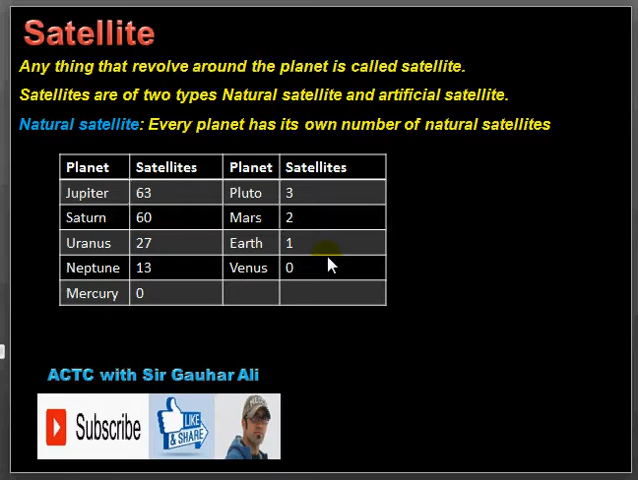 Satellite
Any thing that revolve around the planet is called satellite.
Satellites are of two types Natural satellite and artificial satellite.
Natural satellite: Every planet has its own number of natural satellites
Planet Satellites Planet Satellites
Jupiter 63 Pluto 3
Saturn 60 Mars 2
Uranus 27 Earth 1
Neptune 13 Venus 0
Mercury 0
ACTC with Sir Gauhar Ali
Subscribe
LIKE
& SHARE